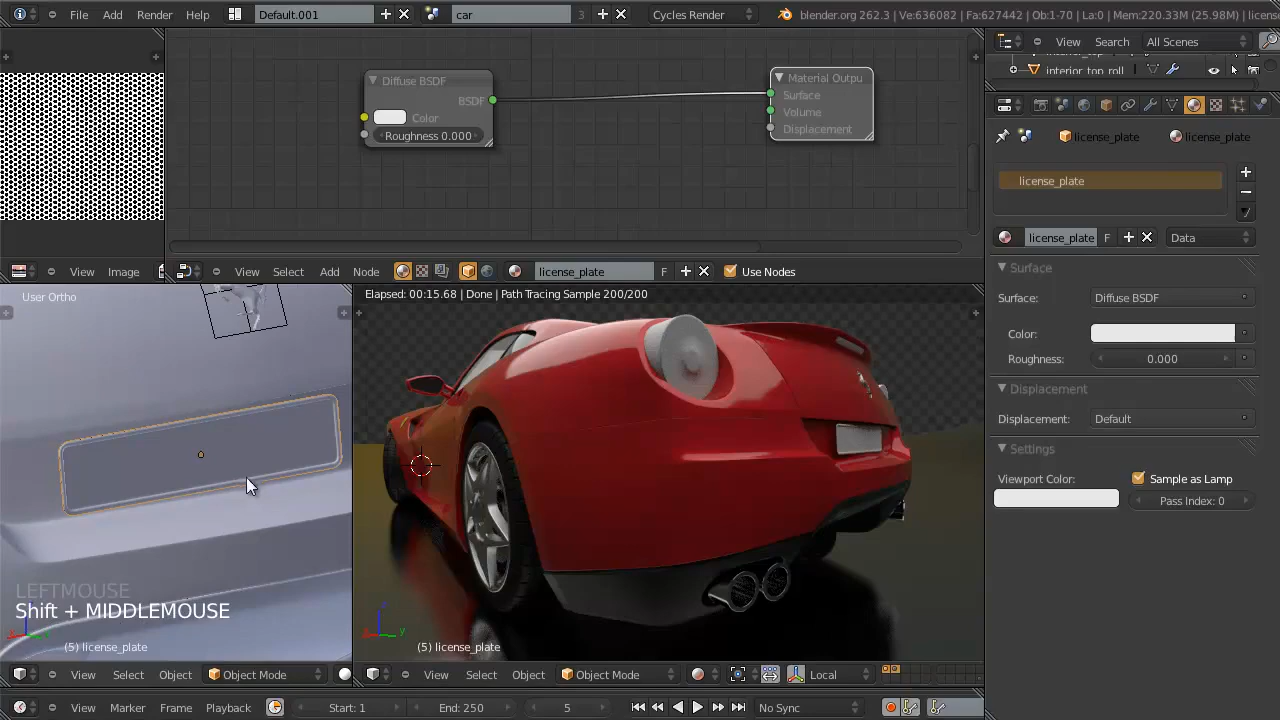 File Add Render Help Default.001 car 3 Cycles Render blender.org 262.3 | Ve:636082 | Fa:627442 | Ob:1-70 | La:0 | Mem:220.33M (25.98M) | license
View Search All Scenes
interior_top_roll
Diffuse BSDF
BSDF
Color
Roughness 0.000
Material Outpu
Surface
Volume
Displacement
license_plate license_plate
license_plate
license_plate F Data
View Image
View Select Add Node license_plate F Use Nodes
Surface
Surface: Diffuse BSDF
Color:
Roughness: 0.000
Displacement
Displacement: Default
Settings
Viewport Color: Sample as Lamp
Pass Index: 0
User Ortho
Elapsed: 00:15.68 | Done | Path Tracing Sample 200/200
LEFTMOUSE
Shift + MIDDLEMOUSE
(5) license_plate
(5) license_plate
View Select Object Object Mode
View Select Object Object Mode Local
View Marker Frame Playback Start: 1 End: 250 5 No Sync